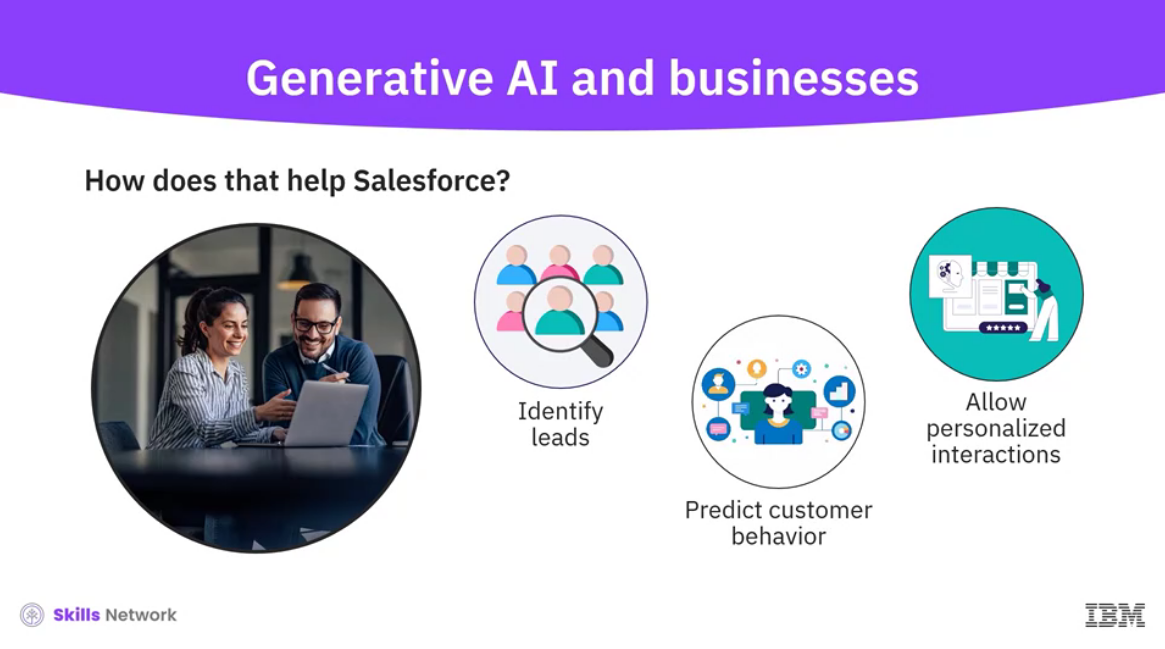 Generative AI and businesses
How does that help Salesforce?
Identify
leads
Predict customer
behavior
Allow
personalized
interactions
Skills Network
IBM